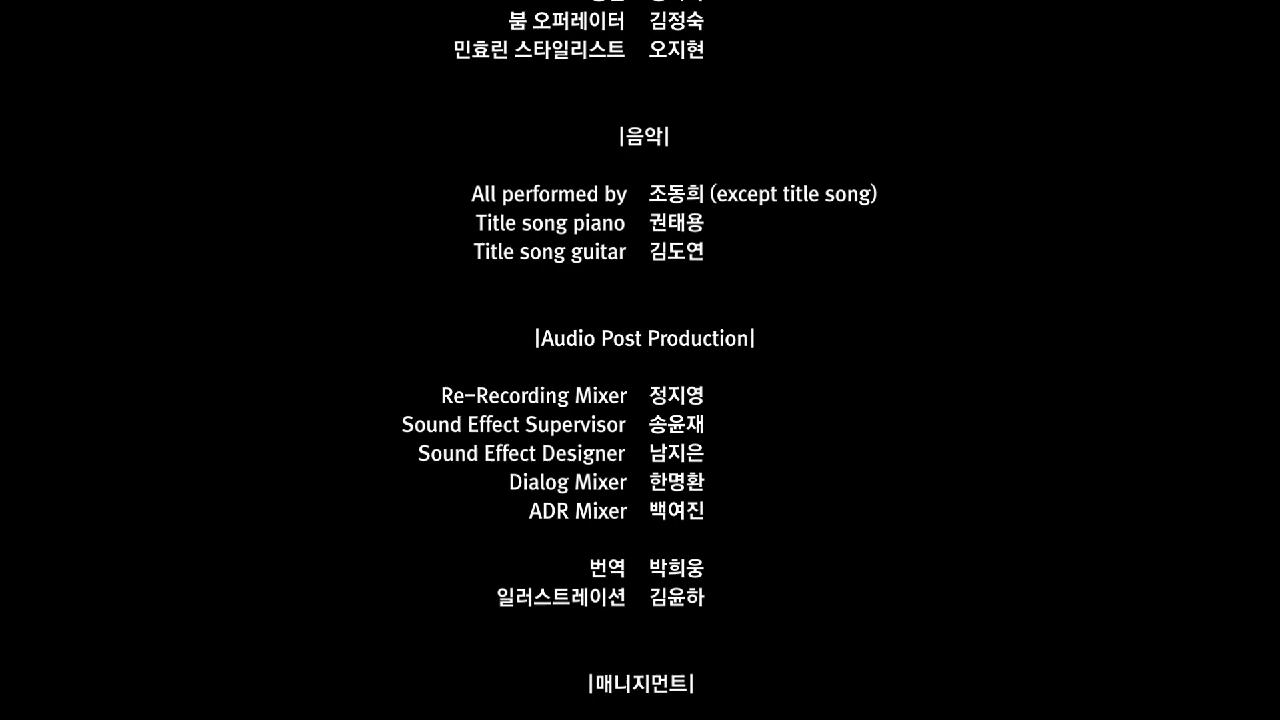 붐 오퍼레이터 김정숙
민효린 스타일리스트 오지현
|음악|
All performed by 조동희 (except title song)
Title song piano 권태용
Title song guitar 김도연
|Audio Post Production|
Re-Recording Mixer 정지영
Sound Effect Supervisor 송윤재
Sound Effect Designer 남지은
Dialog Mixer 한명환
ADR Mixer 백여진
번역 박희웅
일러스트레이션 김윤하
|매니지먼트|